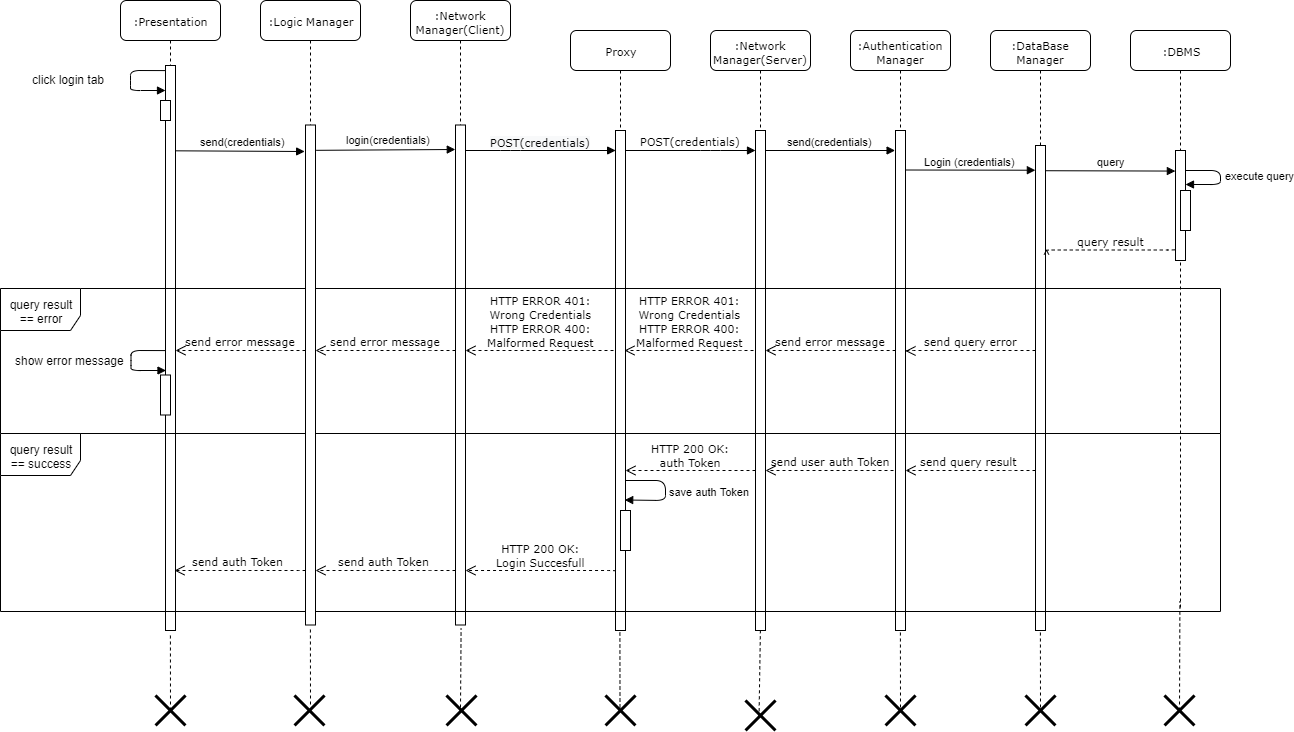 :Presentation
:Logic Manager
:Network
Manager(Client)
Proxy
:Network
Manager(Server)
:Authentication
Manager
:DataBase
Manager
:DBMS
click login tab
send(credentials)
login(credentials)
POST(credentials)
POST(credentials)
send(credentials)
Login (credentials)
query
execute query
query result
query result
== error
HTTP ERROR 401:
Wrong Credentials
HTTP ERROR 400:
Malformed Request
HTTP ERROR 401:
Wrong Credentials
HTTP ERROR 400:
Malformed Request
send error message
send error message
send error message
send query error
show error message
query result
== success
HTTP 200 OK:
auth Token
send user auth Token
send query result
save auth Token
HTTP 200 OK:
Login Succesfull
send auth Token
send auth Token